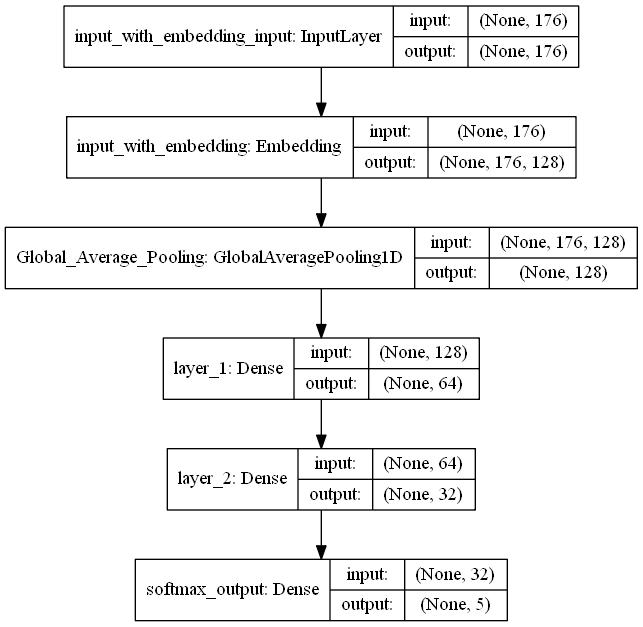 input_with_embedding_input: InputLayer
input: (None, 176)
output: (None, 176)
input_with_embedding: Embedding
input: (None, 176)
output: (None, 176, 128)
Global_Average_Pooling: GlobalAveragePooling1D
input: (None, 176, 128)
output: (None, 128)
layer_1: Dense
input: (None, 128)
output: (None, 64)
layer_2: Dense
input: (None, 64)
output: (None, 32)
softmax_output: Dense
input: (None, 32)
output: (None, 5)